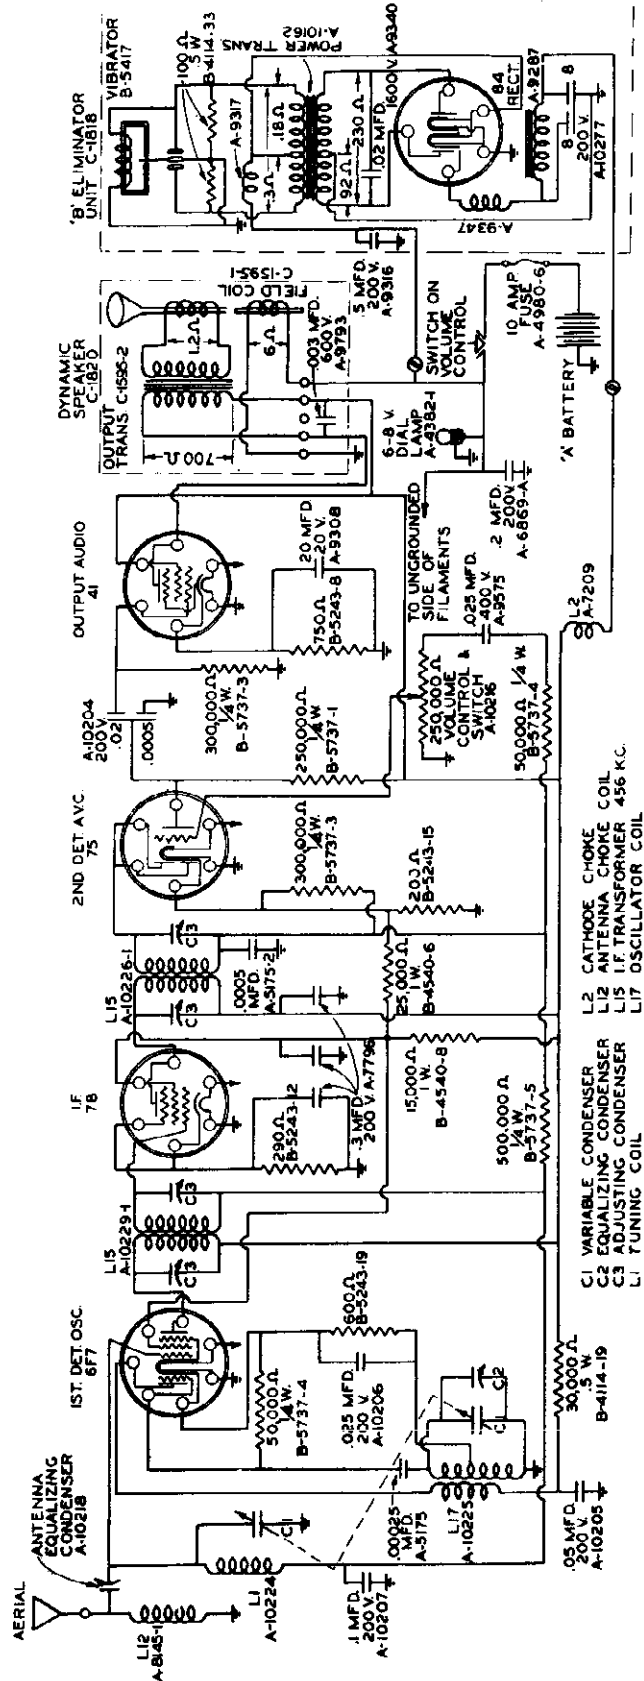 AERIAL
ANTENNA
EQUALIZING
CONDENSER
A-10218
L12
A-8145-1
L1
A-10224
C1
.1 MFD.
200 V.
A-10207
1ST. DET. OSC.
6F7
50,000 Ω
1/4 W.
B-5737-4
.025 MFD.
200 V.
A-10206
600 Ω
B-5243-19
.00025
MFD.
A-5175
L17
A-10225
C1
C2
.05 MFD.
200 V.
A-10205
30,000 Ω
.5 W.
B-4114-19
L15
A-10229-1
C3
C3
I.F.
78
290 Ω
B-5243-12
.3 MFD.
200 V. A-7796
15,000 Ω
1 W.
B-4540-8
500,000 Ω
1/4 W.
B-5737-5
L15
A-10226-1
C3
C3
.0005
MFD.
A-5175-2
25,000 Ω
1 W.
B-4540-6
2ND DET. A.V.C.
75
300,000 Ω
1/4 W.
B-5737-3
200 Ω
B-5243-15
A-10204
200 V.
.02
.0005
300,000 Ω
1/4 W.
B-5737-3
250,000 Ω
1/4 W.
B-5737-1
OUTPUT AUDIO
41
750 Ω
B-5243-8
20 MFD.
20 V.
A-9308
TO UNGROUNDED
SIDE OF
FILAMENTS
.025 MFD.
400 V.
A-9575
250,000 Ω
VOLUME
CONTROL &
SWITCH
A-10216
50,000 Ω 1/4 W.
B-5737-4
L2
A-7209
DYNAMIC
SPEAKER
C-1820
OUTPUT
TRANS. C-1595-2
700 Ω
1.2 Ω
FIELD COIL
C-1595-1
6 Ω
.003 MFD.
600 V.
A-9793
6-8 V.
DIAL
LAMP
A-4382-1
.2 MFD.
200 V.
A-6869-A
SWITCH ON
VOLUME
CONTROL
10 AMP.
FUSE
A-4980-6
"A" BATTERY
"B" ELIMINATOR
UNIT C-1818
VIBRATOR
B-5417
100 Ω
.5 W.
B-4114-33
A-9317
A-10162
POWER TRANS.
.3 Ω
.18 Ω
92 Ω
230 Ω
.02 MFD.
1600 V. A-9340
.5 MFD.
200 V.
A-9316
84
RECT.
A-9347
A-9287
8
8
200 V.
A-10277
C1 VARIABLE CONDENSER
C2 EQUALIZING CONDENSER
C3 ADJUSTING CONDENSER
L1 TUNING COIL
L2 CATHODE CHOKE
L12 ANTENNA CHOKE COIL
L15 I.F. TRANSFORMER 456 K.C.
L17 OSCILLATOR COIL